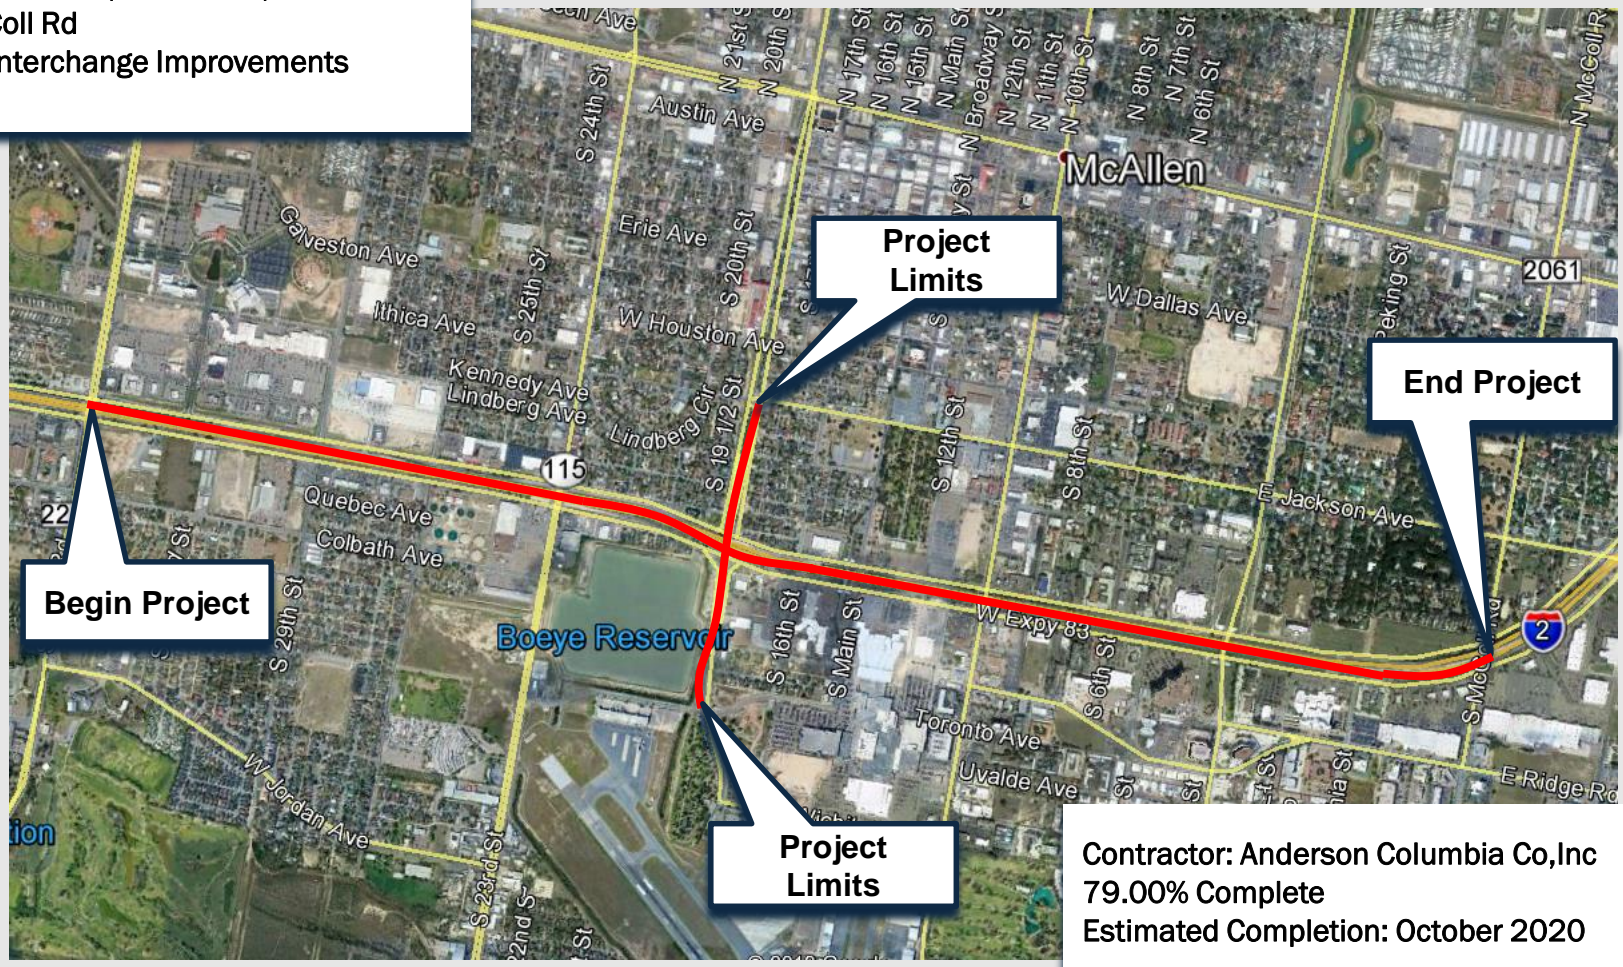 Coll Rd
Interchange Improvements
N 21st S
N 20th S
N 17th St
N 16th St
N 15th St
N Main St
N Broadway S
N 12th St
N 11th St
N 10th St
N 8th St
N 7th St
N 6th St
N McColl R
S 24th St
Austin Ave
McAllen
Galveston Ave
Erie Ave
S 20th St
y St
Project
Limits
2061
Peking St
S 25th St
Ithica Ave
W Houston Ave
W Dallas Ave
Kennedy Ave
Lindberg Ave
Lindberg Cir
S 19 1/2 St
End Project
S 12th St
S 8th St
115
E Jackson Ave
22
Quebec Ave
Colbath Ave
Begin Project
S 29th St
Boeye Reservoir
S 16th St
S Main St
W Expy 83
S 6th St
2
Toronto Ave
Uvalde Ave
E Ridge Rd
W Jordan Ave
tion
S 23rd St
22nd S
St
Project
Limits
Contractor: Anderson Columbia Co,Inc
79.00% Complete
Estimated Completion: October 2020